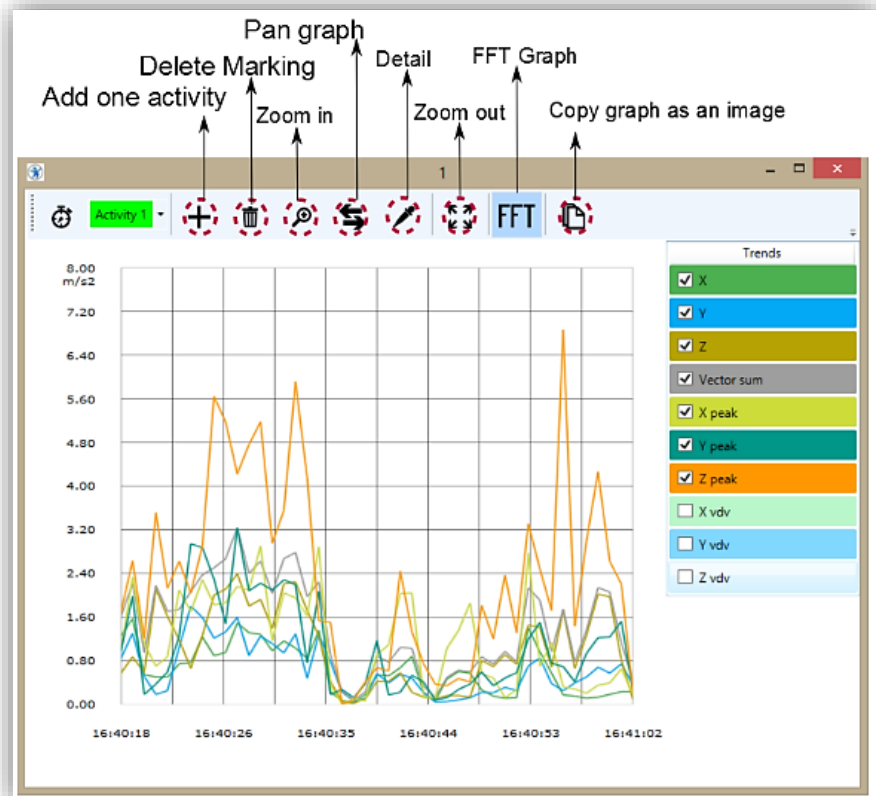 Pan graph
Delete Marking
Detail
FFT Graph
Add one activity
Zoom in
Zoom out
Copy graph as an image
1
Activity 1
FFT
Trends
X
Y
Z
Vector sum
X peak
Y peak
Z peak
X vdv
Y vdv
Z vdv
8.00
m/s2
7.20
6.40
5.60
4.80
4.00
3.20
2.40
1.60
0.80
0.00
16:40:18 16:40:26 16:40:35 16:40:44 16:40:53 16:41:02